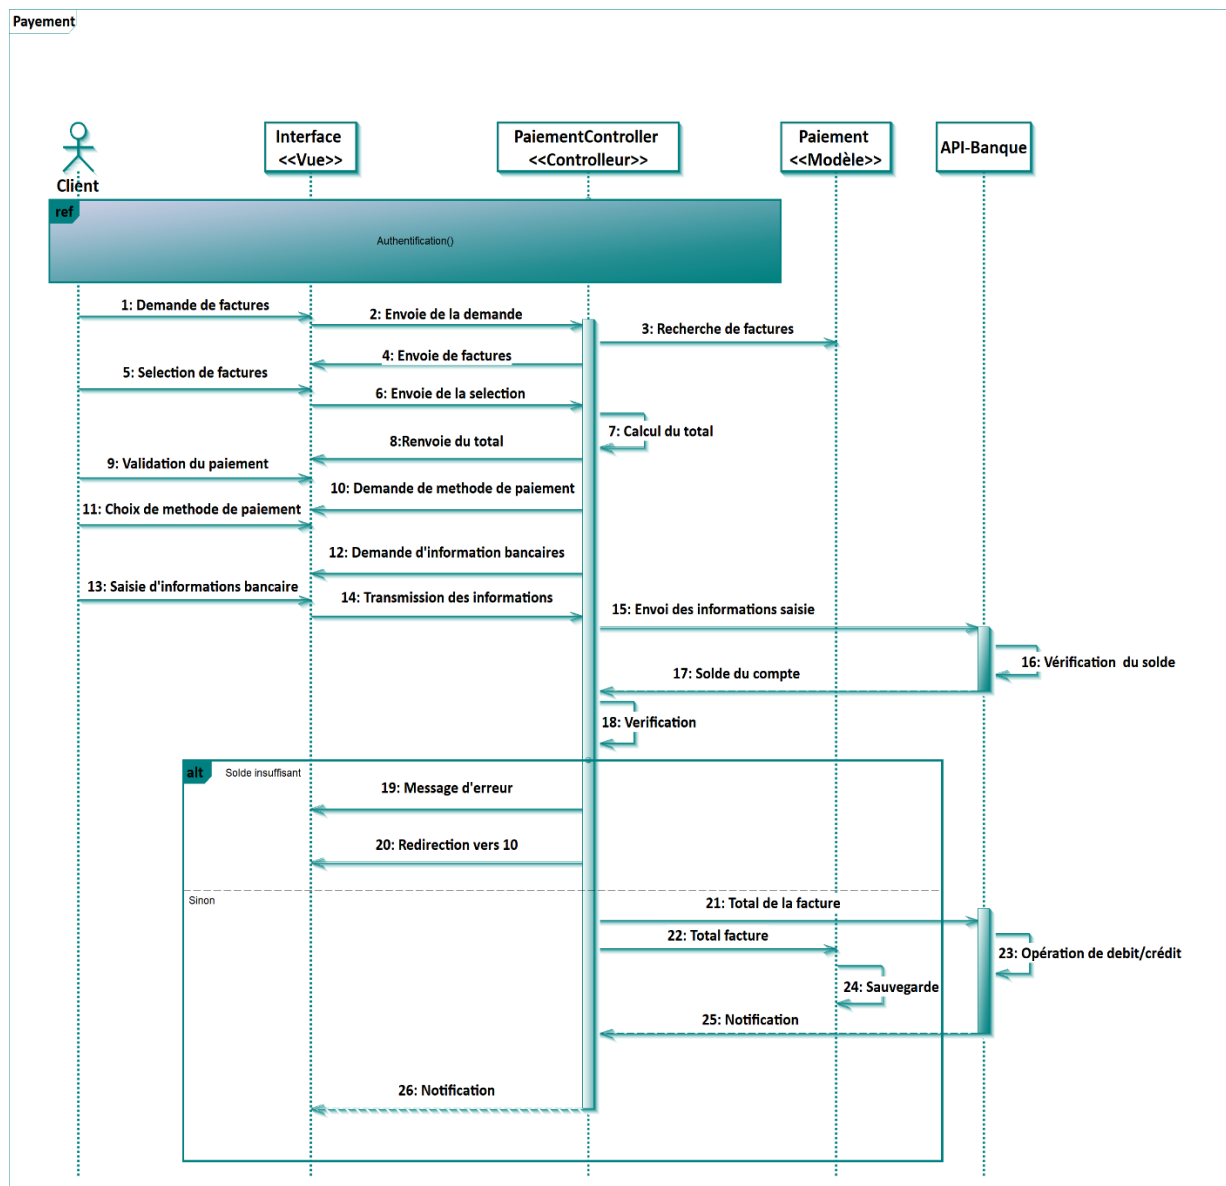 Payement
Client
Interface
<<Vue>>
PaiementController
<<Controlleur>>
Paiement
<<Modèle>>
API-Banque
ref
Authentification()
1: Demande de factures
2: Envoie de la demande
3: Recherche de factures
4: Envoie de factures
5: Selection de factures
6: Envoie de la selection
7: Calcul du total
8:Renvoie du total
9: Validation du paiement
10: Demande de methode de paiement
11: Choix de methode de paiement
12: Demande d'information bancaires
13: Saisie d'informations bancaire
14: Transmission des informations
15: Envoi des informations saisie
16: Vérification  du solde
17: Solde du compte
18: Verification
alt
Solde insuffisant
19: Message d'erreur
20: Redirection vers 10
Sinon
21: Total de la facture
22: Total facture
23: Opération de debit/crédit
24: Sauvegarde
25: Notification
26: Notification